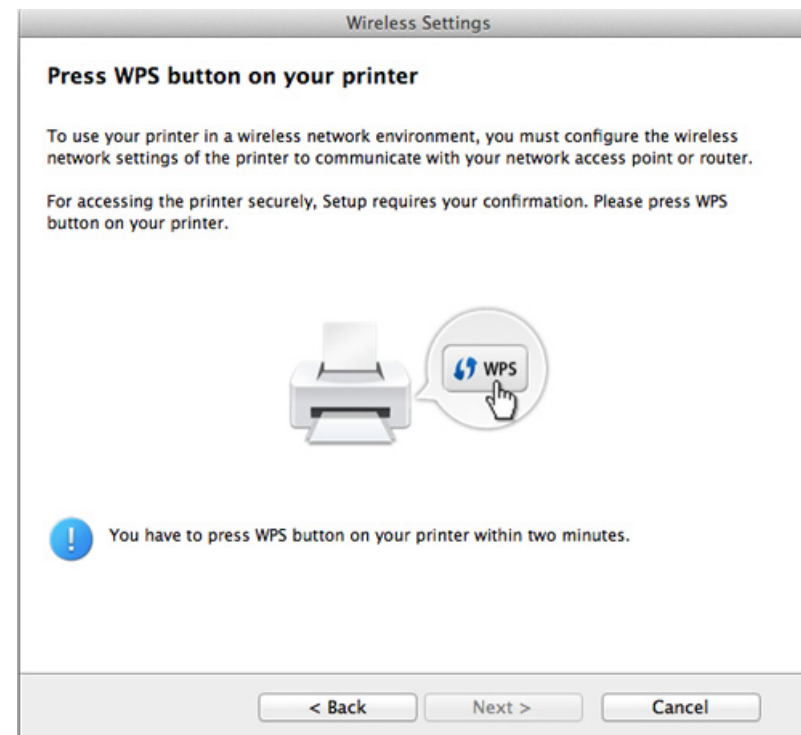 Wireless Settings
Press WPS button on your printer
To use your printer in a wireless network environment, you must configure the wireless
network settings of the printer to communicate with your network access point or router.
For accessing the printer securely, Setup requires your confirmation. Please press WPS
button on your printer.
WPS
You have to press WPS button on your printer within two minutes.
< Back
Next >
Cancel